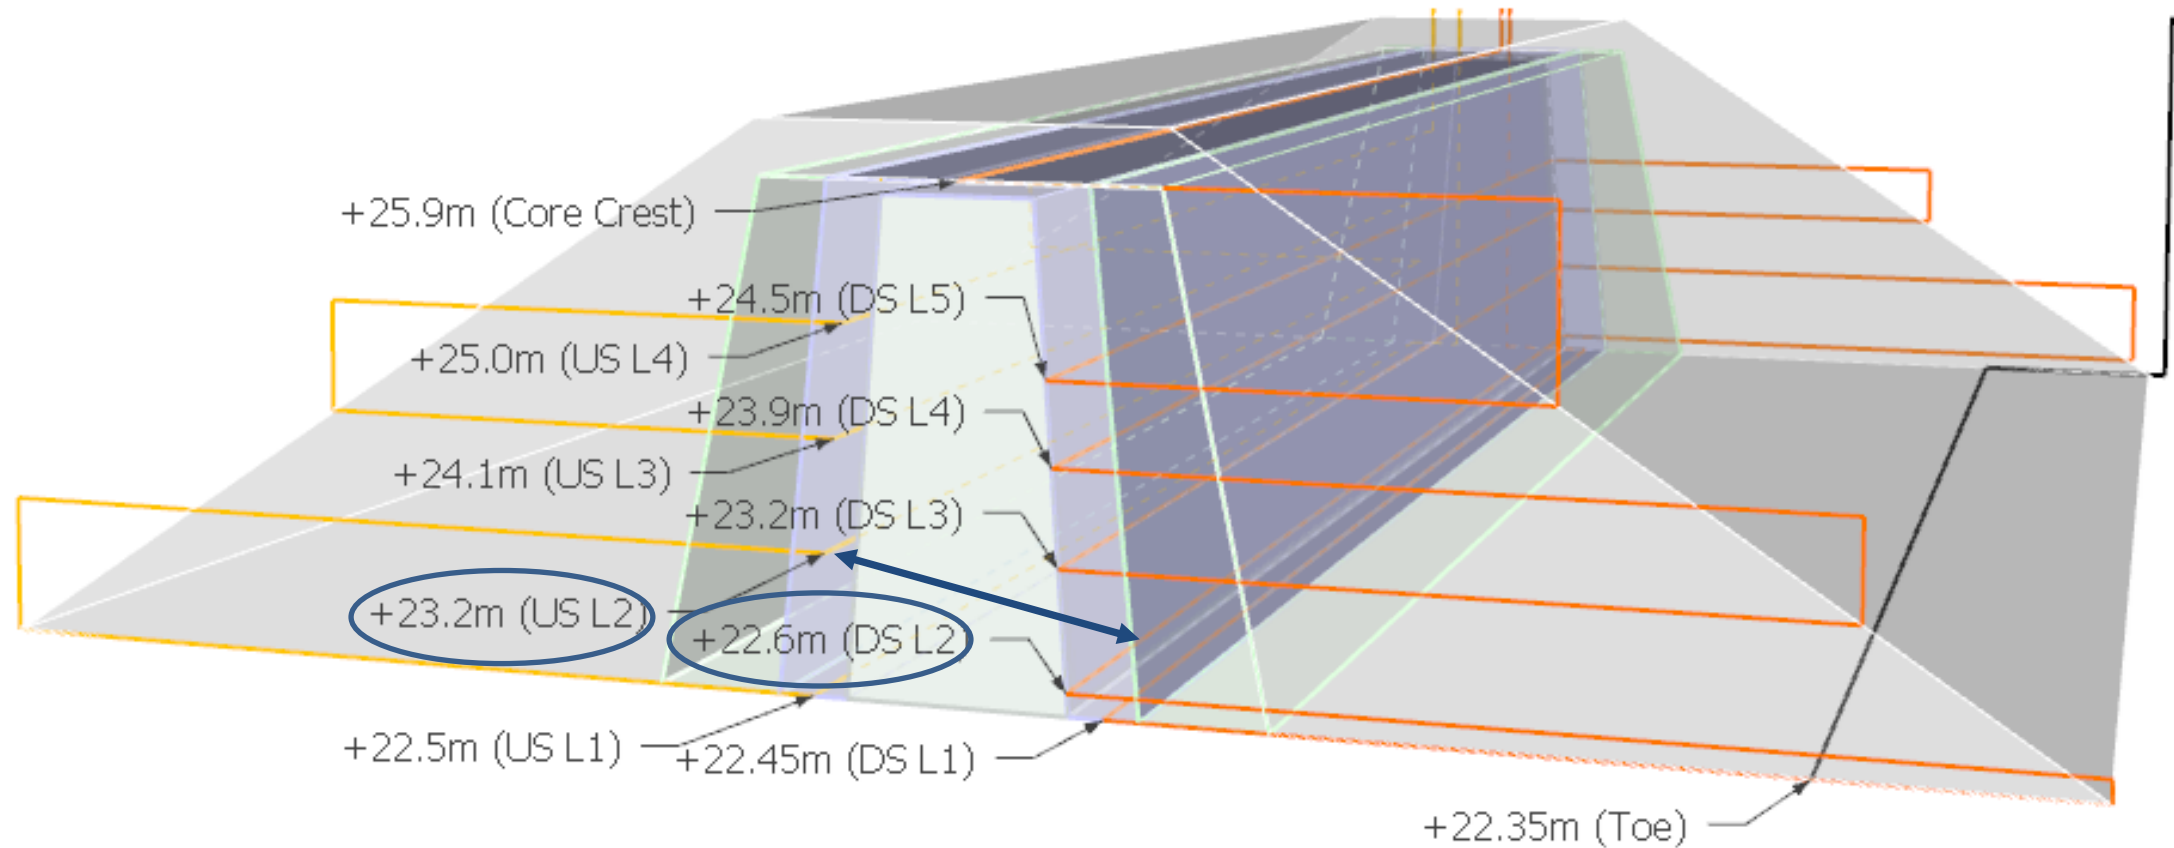 +25.9m (Core Crest)
+24.5m (DS L5)
+25.0m (US L4)
+23.9m (DS L4)
+24.1m (US L3)
+23.2m (DS L3)
+23.2m (US L2)
+22.6m (DS L2)
+22.5m (US L1)
+22.45m (DS L1)
+22.35m (Toe)